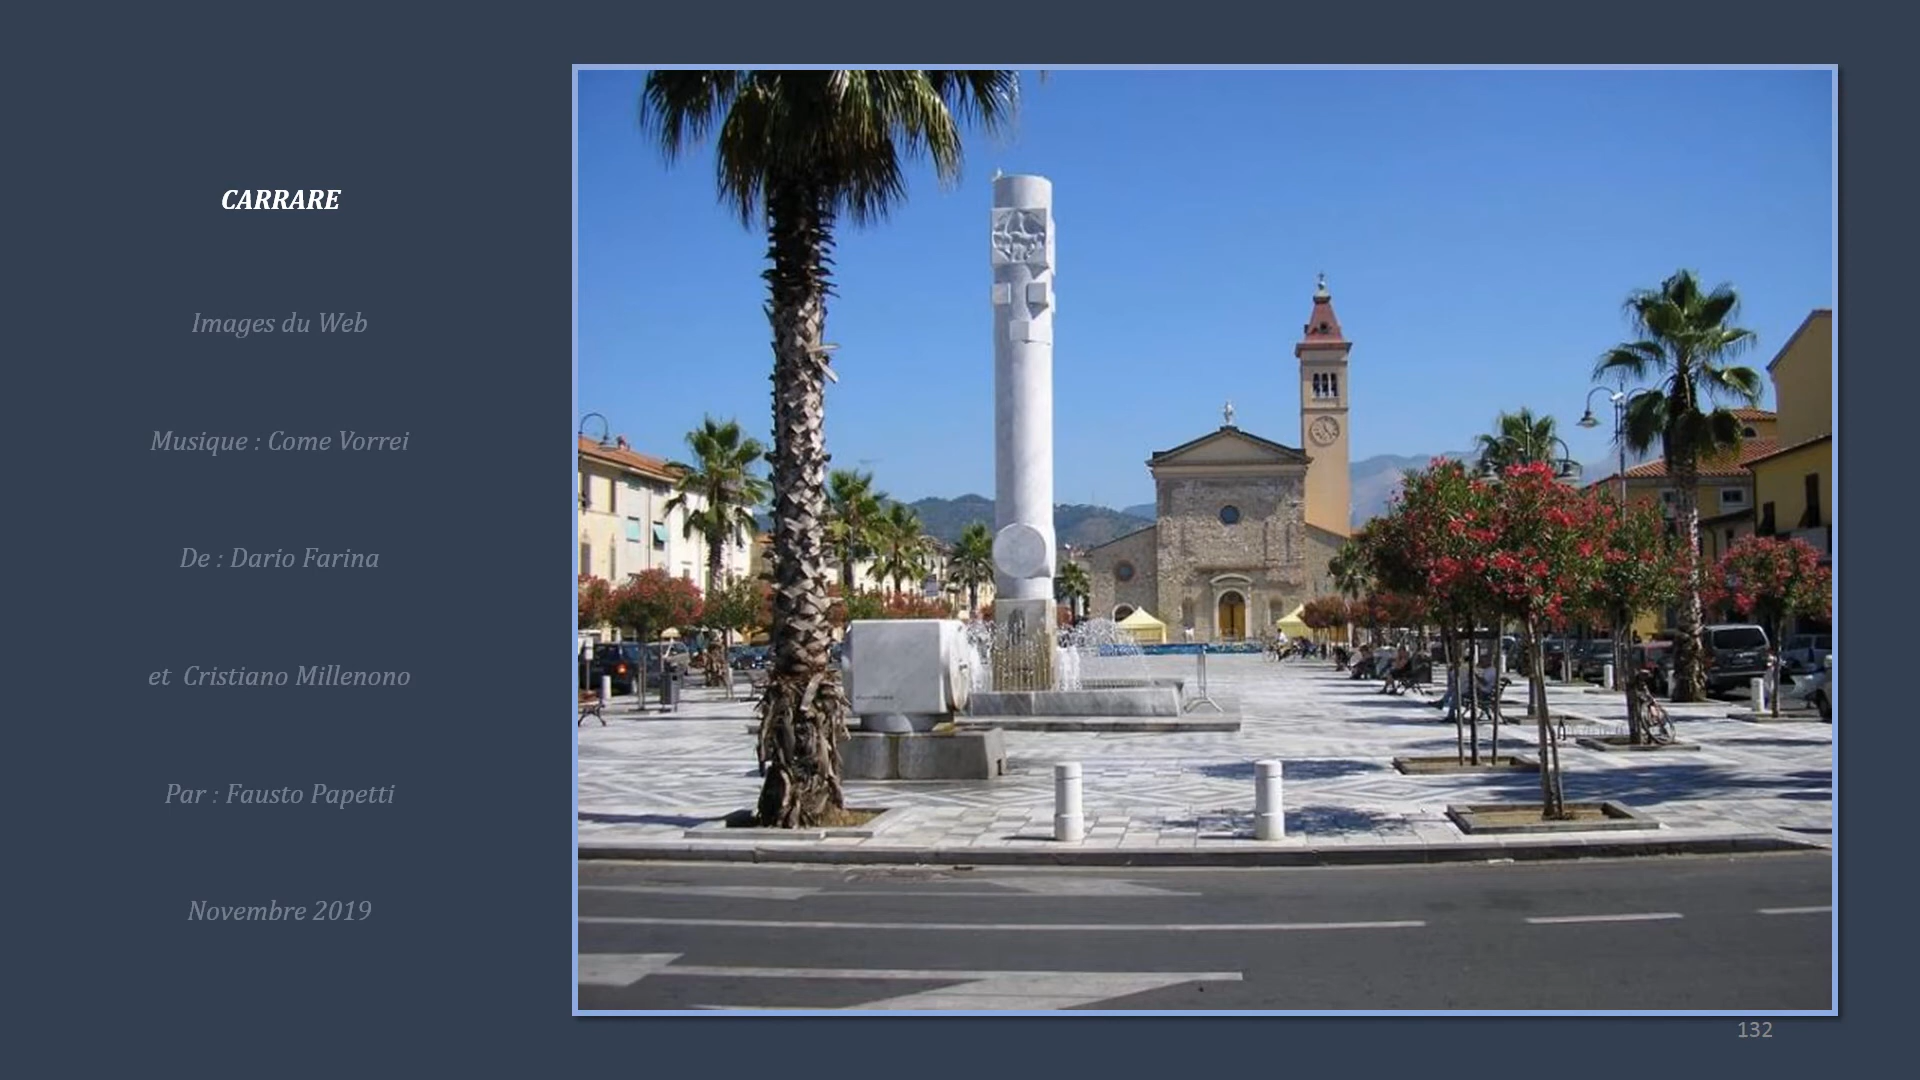 CARRARE
Images du Web
Musique : Come Vorrei
De : Dario Farina
et  Cristiano Millenono
Par : Fausto Papetti
Novembre 2019
132